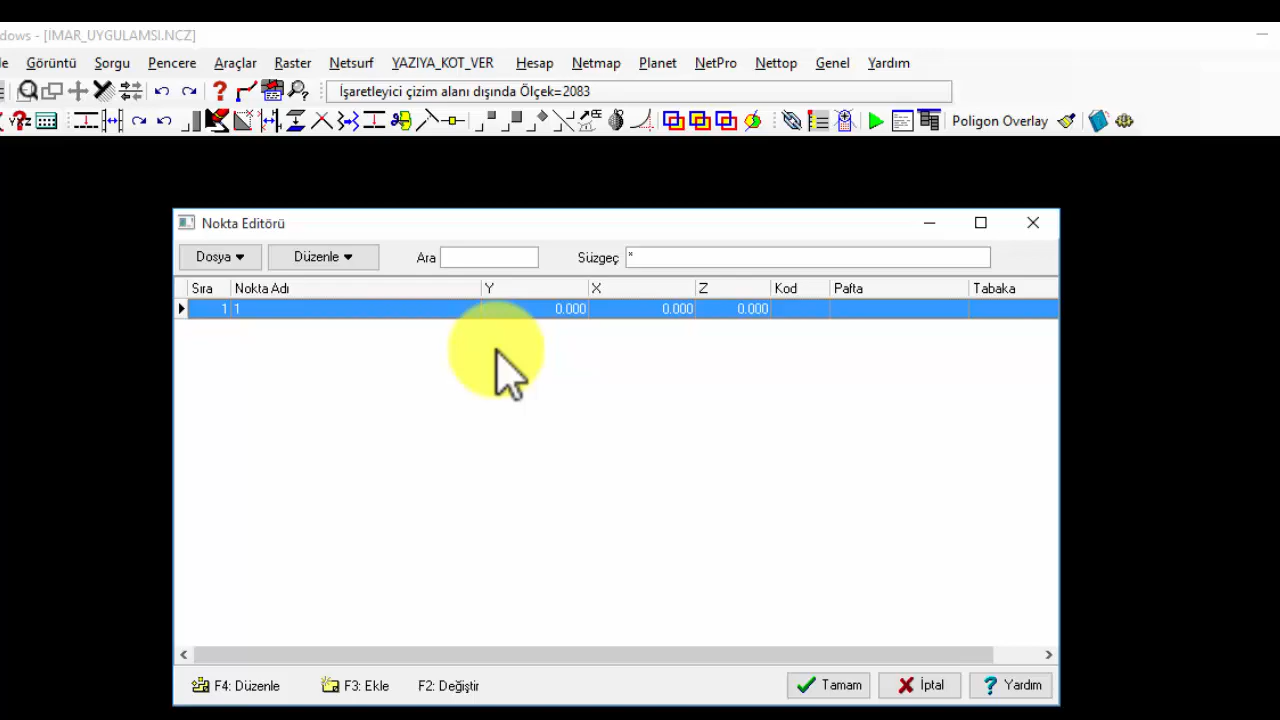 dows - [IMAR_UYGULAMSI.NCZ]
le Görüntü Sorgu Pencere Araçlar Raster Netsurf YAZIYA_KOT_VER Hesap Netmap Planet NetPro Nettop Genel Yardım
İşaretleyici çizim alanı dışında Ölçek=2083
Poligon Overlay
Nokta Editörü
Dosya Düzenle Ara Süzgeç *
Sıra Nokta Adı Y X Z Kod Pafta Tabaka
1 1 0.000 0.000 0.000
F4: Düzenle F3: Ekle F2: Değiştir Tamam İptal Yardım